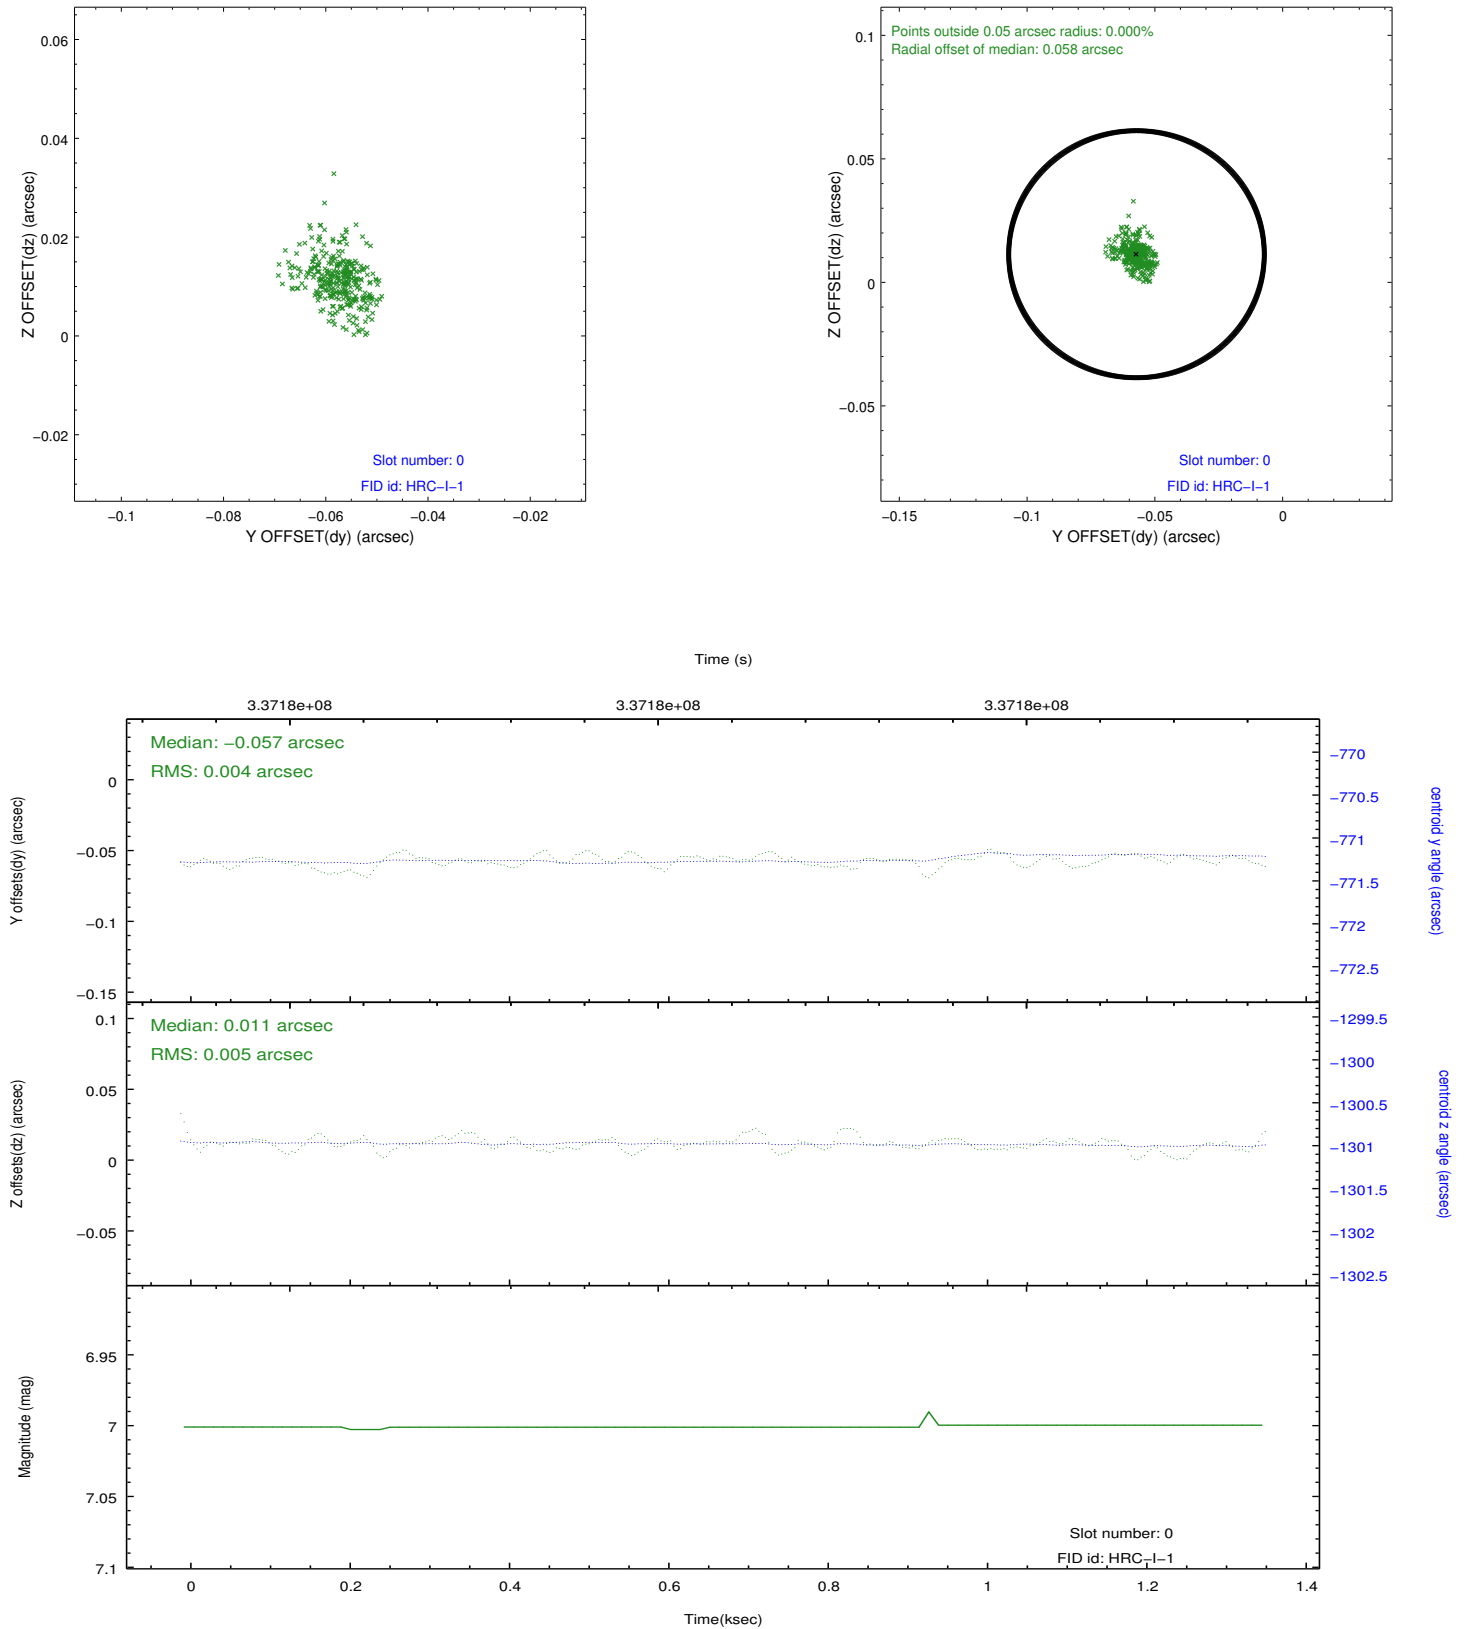 0.06
0.04
0.02
0
−0.02
Z OFFSET(dz) (arcsec)
Slot number: 0
FID id: HRC−I−1
−0.1
−0.08
−0.06
−0.04
−0.02
Y OFFSET(dy) (arcsec)
Points outside 0.05 arcsec radius: 0.000%
Radial offset of median: 0.058 arcsec
0.1
0.05
0
−0.05
Z OFFSET(dz) (arcsec)
Slot number: 0
FID id: HRC−I−1
−0.15
−0.1
−0.05
0
Y OFFSET(dy) (arcsec)
Time (s)
3.3718e+08
3.3718e+08
3.3718e+08
Median: −0.057 arcsec
RMS: 0.004 arcsec
0
−0.05
−0.1
−0.15
Y offsets(dy) (arcsec)
−770
−770.5
−771
−771.5
−772
−772.5
centroid y angle (arcsec)
Median: 0.011 arcsec
RMS: 0.005 arcsec
0.1
0.05
0
−0.05
Z offsets(dz) (arcsec)
−1299.5
−1300
−1300.5
−1301
−1301.5
−1302
−1302.5
centroid z angle (arcsec)
6.95
7
7.05
7.1
Magnitude (mag)
Slot number: 0
FID id: HRC−I−1
0
0.2
0.4
0.6
0.8
1
1.2
1.4
Time(ksec)